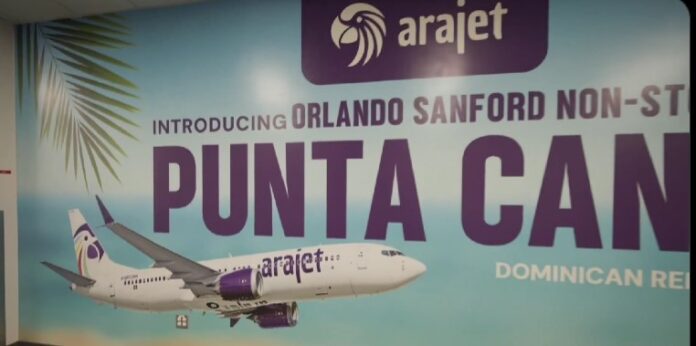 arajet
INTRODUCING ORLANDO SANFORD NON-ST
PUNTA CAN
DOMINICAN RE
arajet